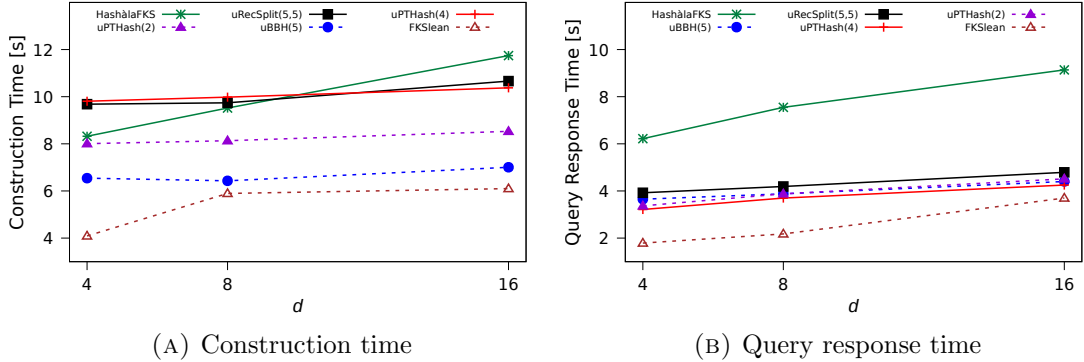 HashàlaFKS
uRecSplit(5,5)
uPTHash(4)
uPTHash(2)
uBBH(5)
FKSlean
Construction Time [s]
12
10
8
6
4
4
8
16
d
(A) Construction time
HashàlaFKS
uRecSplit(5,5)
uPTHash(2)
uBBH(5)
uPTHash(4)
FKSlean
Query Response Time [s]
10
8
6
4
2
4
8
16
d
(B) Query response time